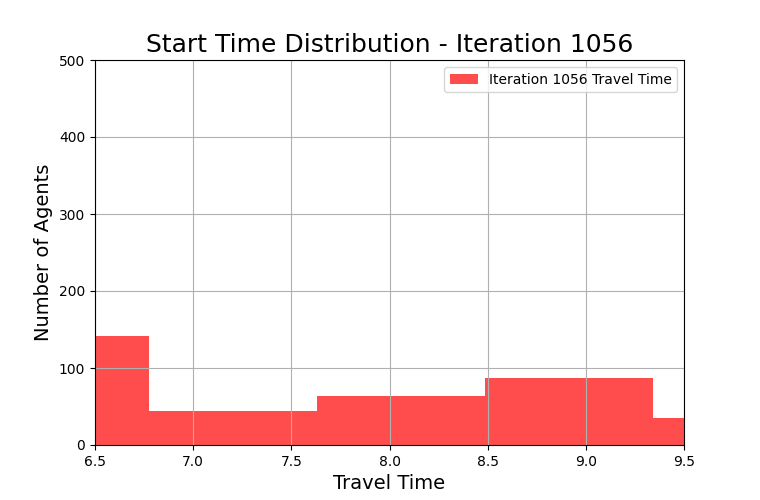 Start Time Distribution - Iteration 1056
Iteration 1056 Travel Time
Number of Agents
500
400
300
200
100
0
6.5 7.0 7.5 8.0 8.5 9.0 9.5
Travel Time